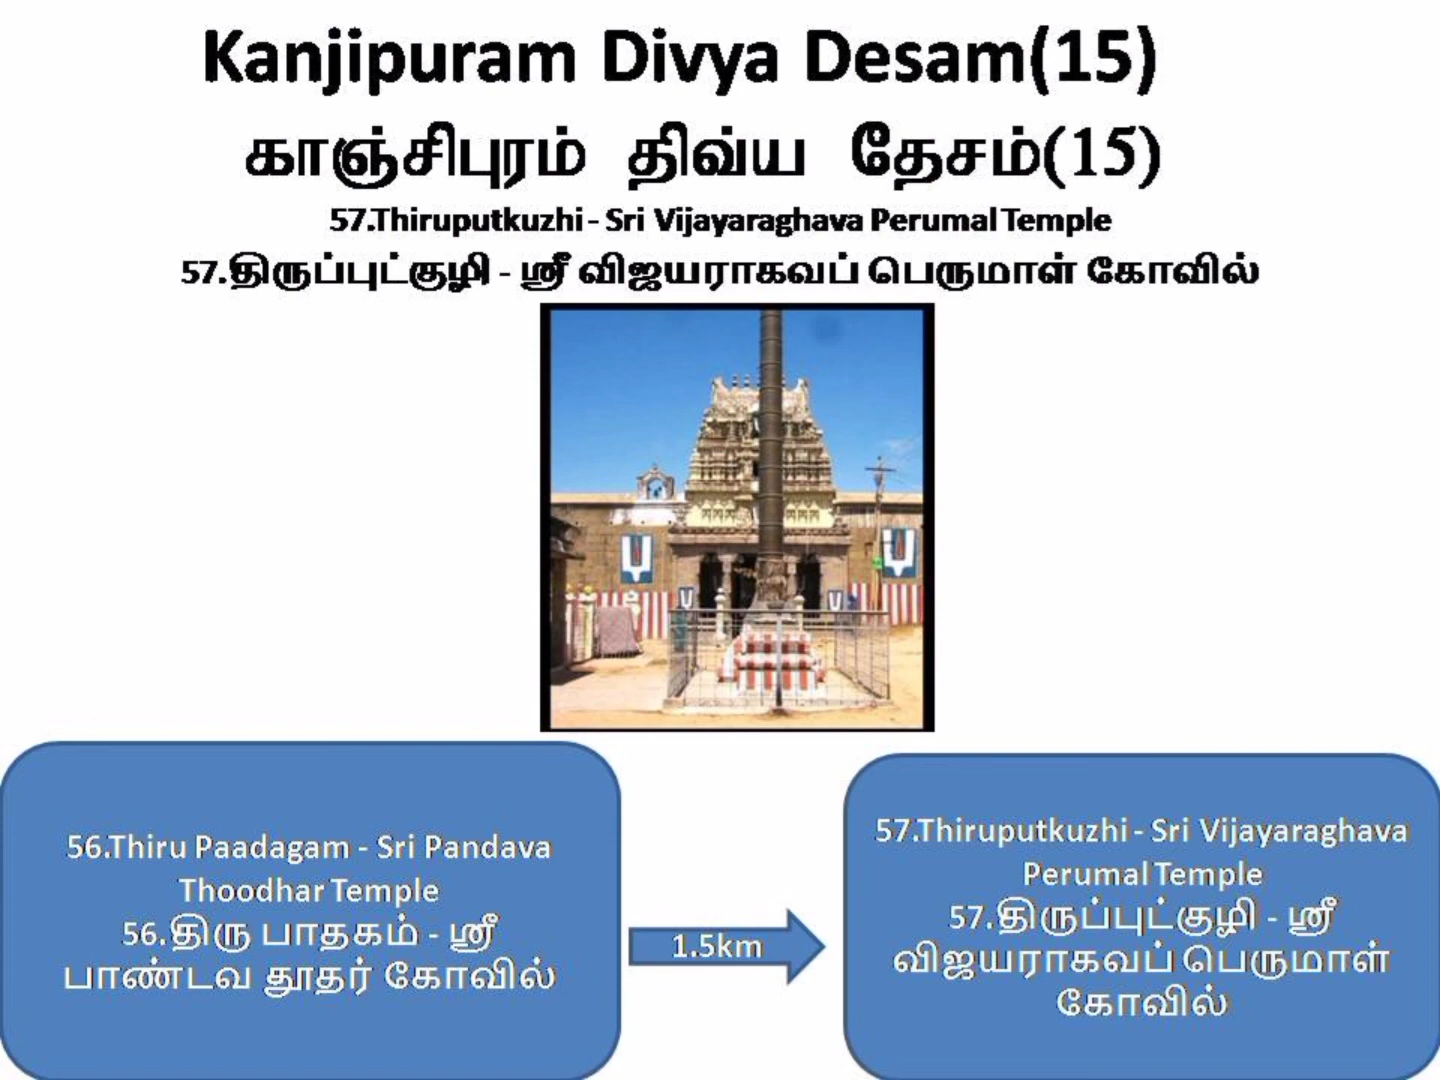 Kanjipuram Divya Desam(15)
காஞ்சிபுரம் திவ்ய தேசம்(15)
57.Thiruputkuzhi - Sri Vijayaraghava Perumal Temple
57.திருப்புட்குழி - ஸ்ரீ விஜயராகவப் பெருமாள் கோவில்
56.Thiru Paadagam - Sri Pandava
Thoodhar Temple
56.திரு பாதகம் - ஸ்ரீ
பாண்டவ தூதர் கோவில்
1.5km
57.Thiruputkuzhi - Sri Vijayaraghava
Perumal Temple
57.திருப்புட்குழி - ஸ்ரீ
விஜயராகவப் பெருமாள்
கோவில்